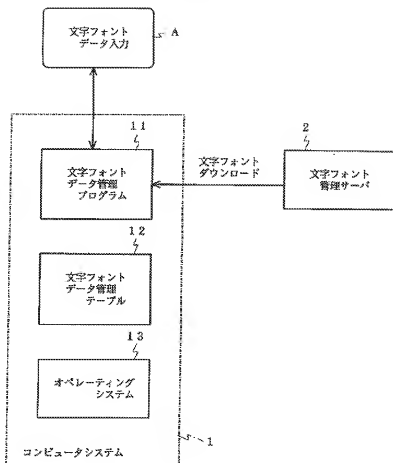 文字フォント
データ入力
A
11
文字フォント
データ管理
プログラム
文字フォント
ダウンロード
2
文字フォント
管理サーバ
12
文字フォント
データ管理
テーブル
13
オペレーティング
システム
コンピュータシステム
1